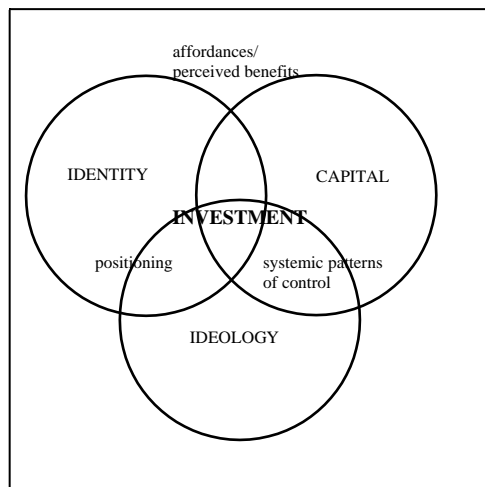 affordances/
perceived benefits
IDENTITY
CAPITAL
INVESTMENT
positioning
systemic patterns
of control
IDEOLOGY